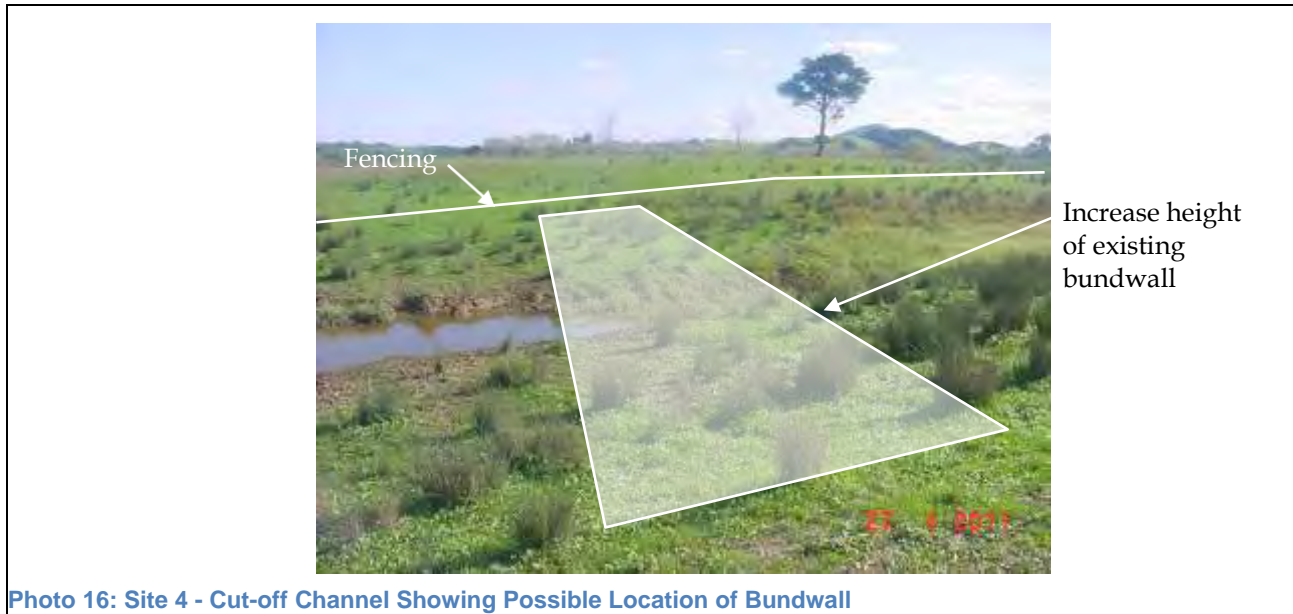 Fencing
Increase height
of existing
bundwall
Photo 16: Site 4 - Cut-off Channel Showing Possible Location of Bundwall